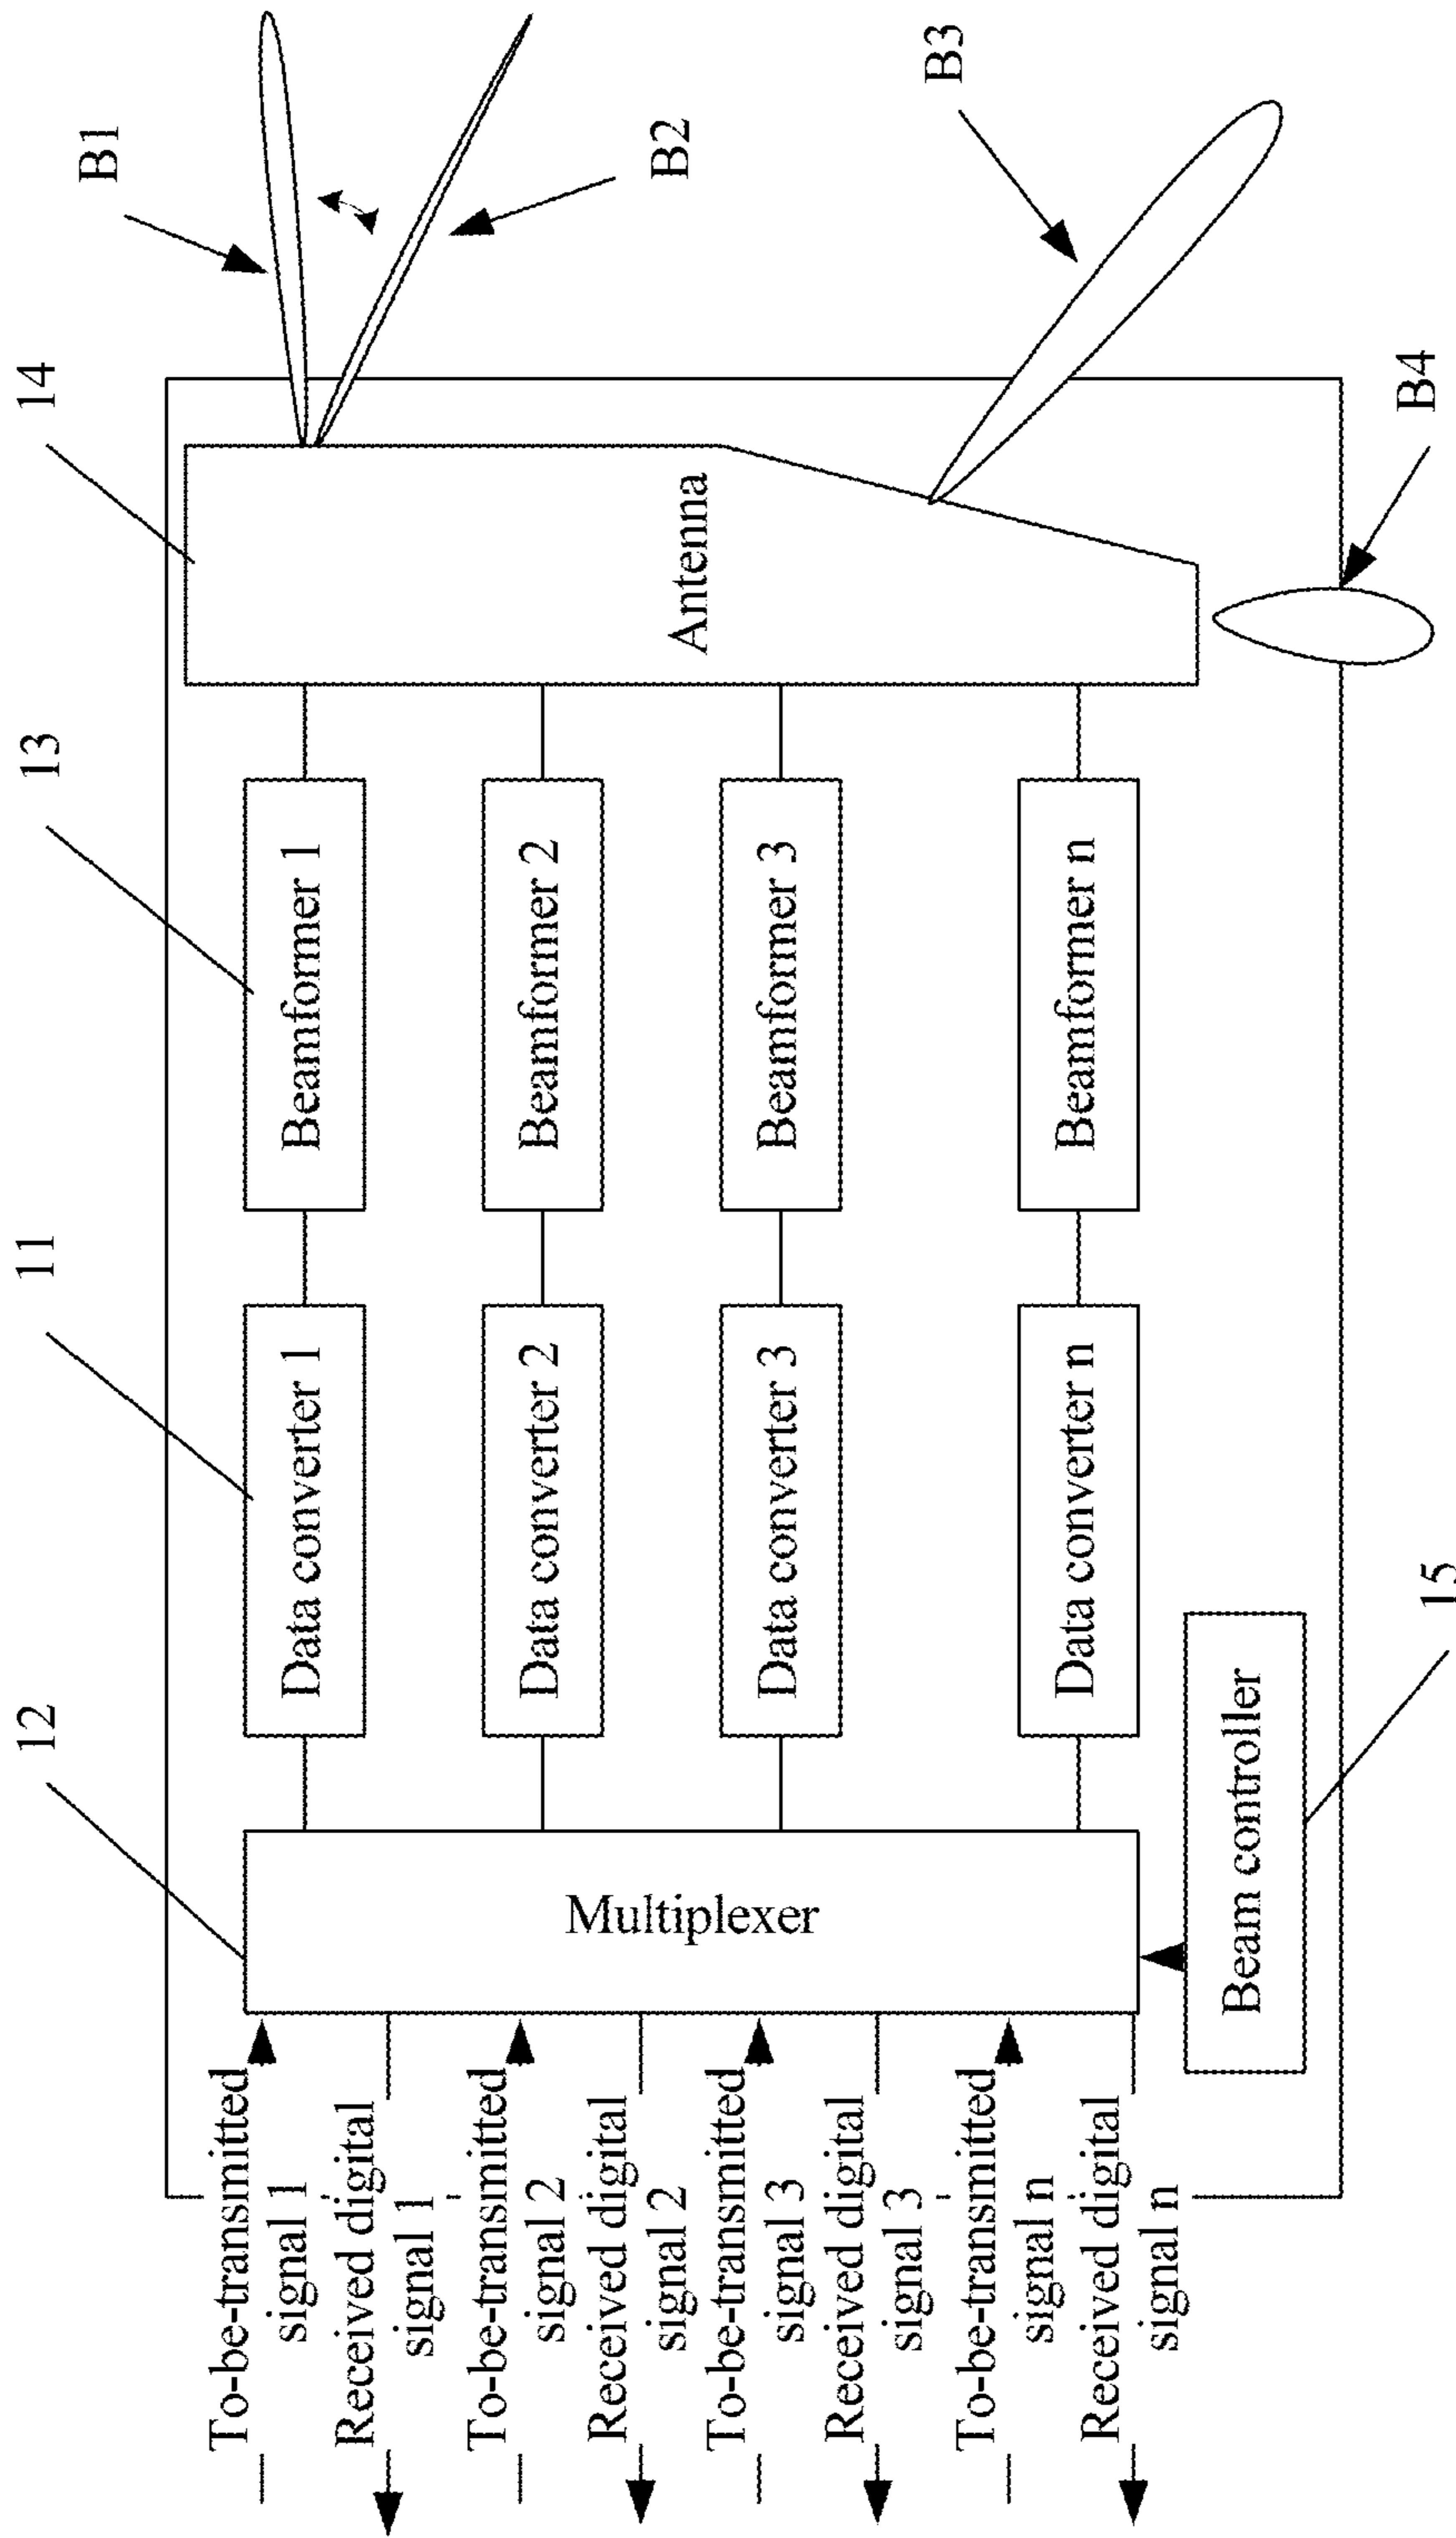 To-be-transmitted
signal 1
Received digital
signal 1
To-be-transmitted
signal 2
Received digital
signal 2
To-be-transmitted
signal 3
Received digital
signal 3
To-be-transmitted
signal n
Received digital
signal n
12
Multiplexer
Beam controller
15
11
Data converter 1
Data converter 2
Data converter 3
Data converter n
13
Beamformer 1
Beamformer 2
Beamformer 3
Beamformer n
14
Antenna
B1
B2
B3
B4